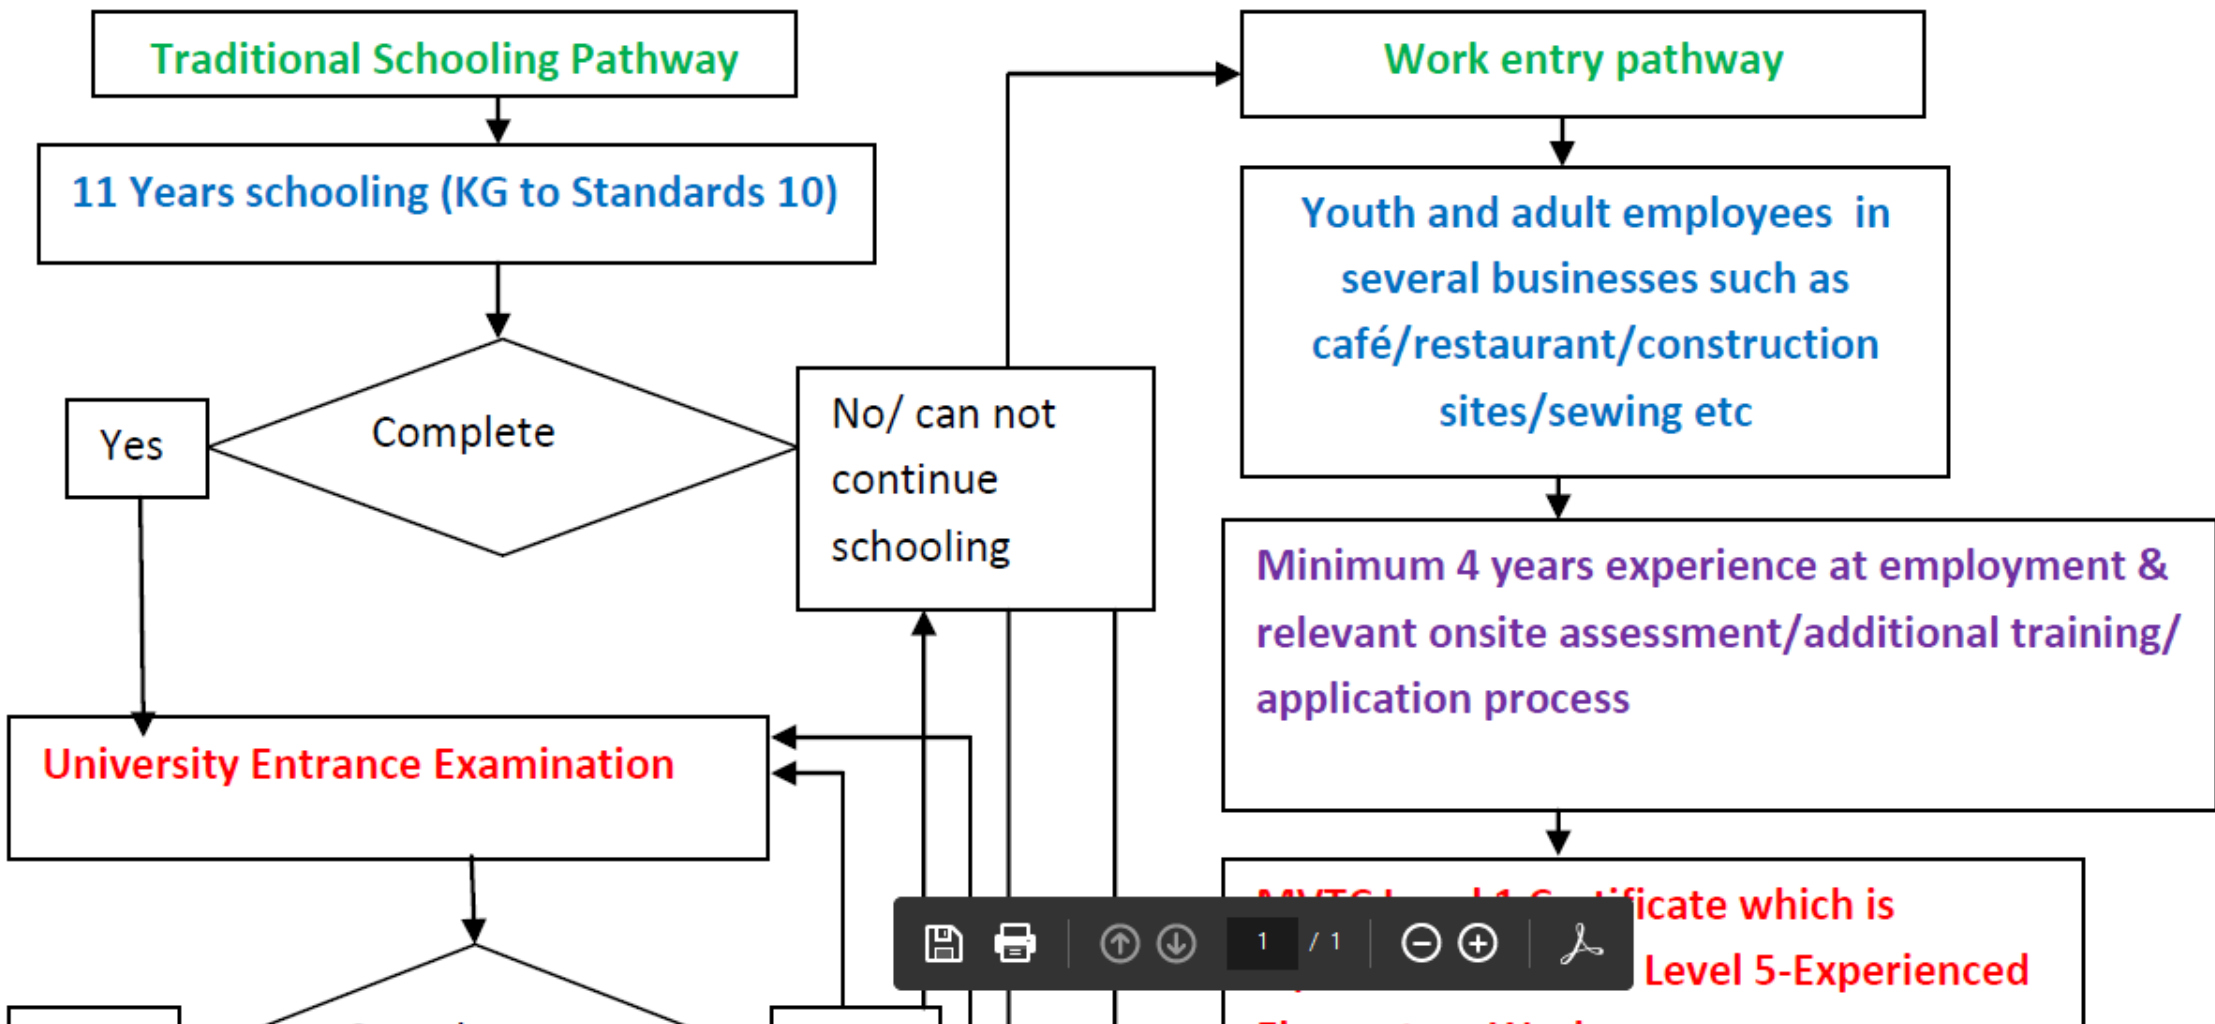 Traditional Schooling Pathway
11 Years schooling (KG to Standards 10)
Complete
Yes
No/ can not
continue
schooling
University Entrance Examination
Work entry pathway
Youth and adult employees  in
several businesses such as
café/restaurant/construction
sites/sewing etc
Minimum 4 years experience at employment &
relevant onsite assessment/additional training/
application process
which is
Level 5-Experienced
1 / 1